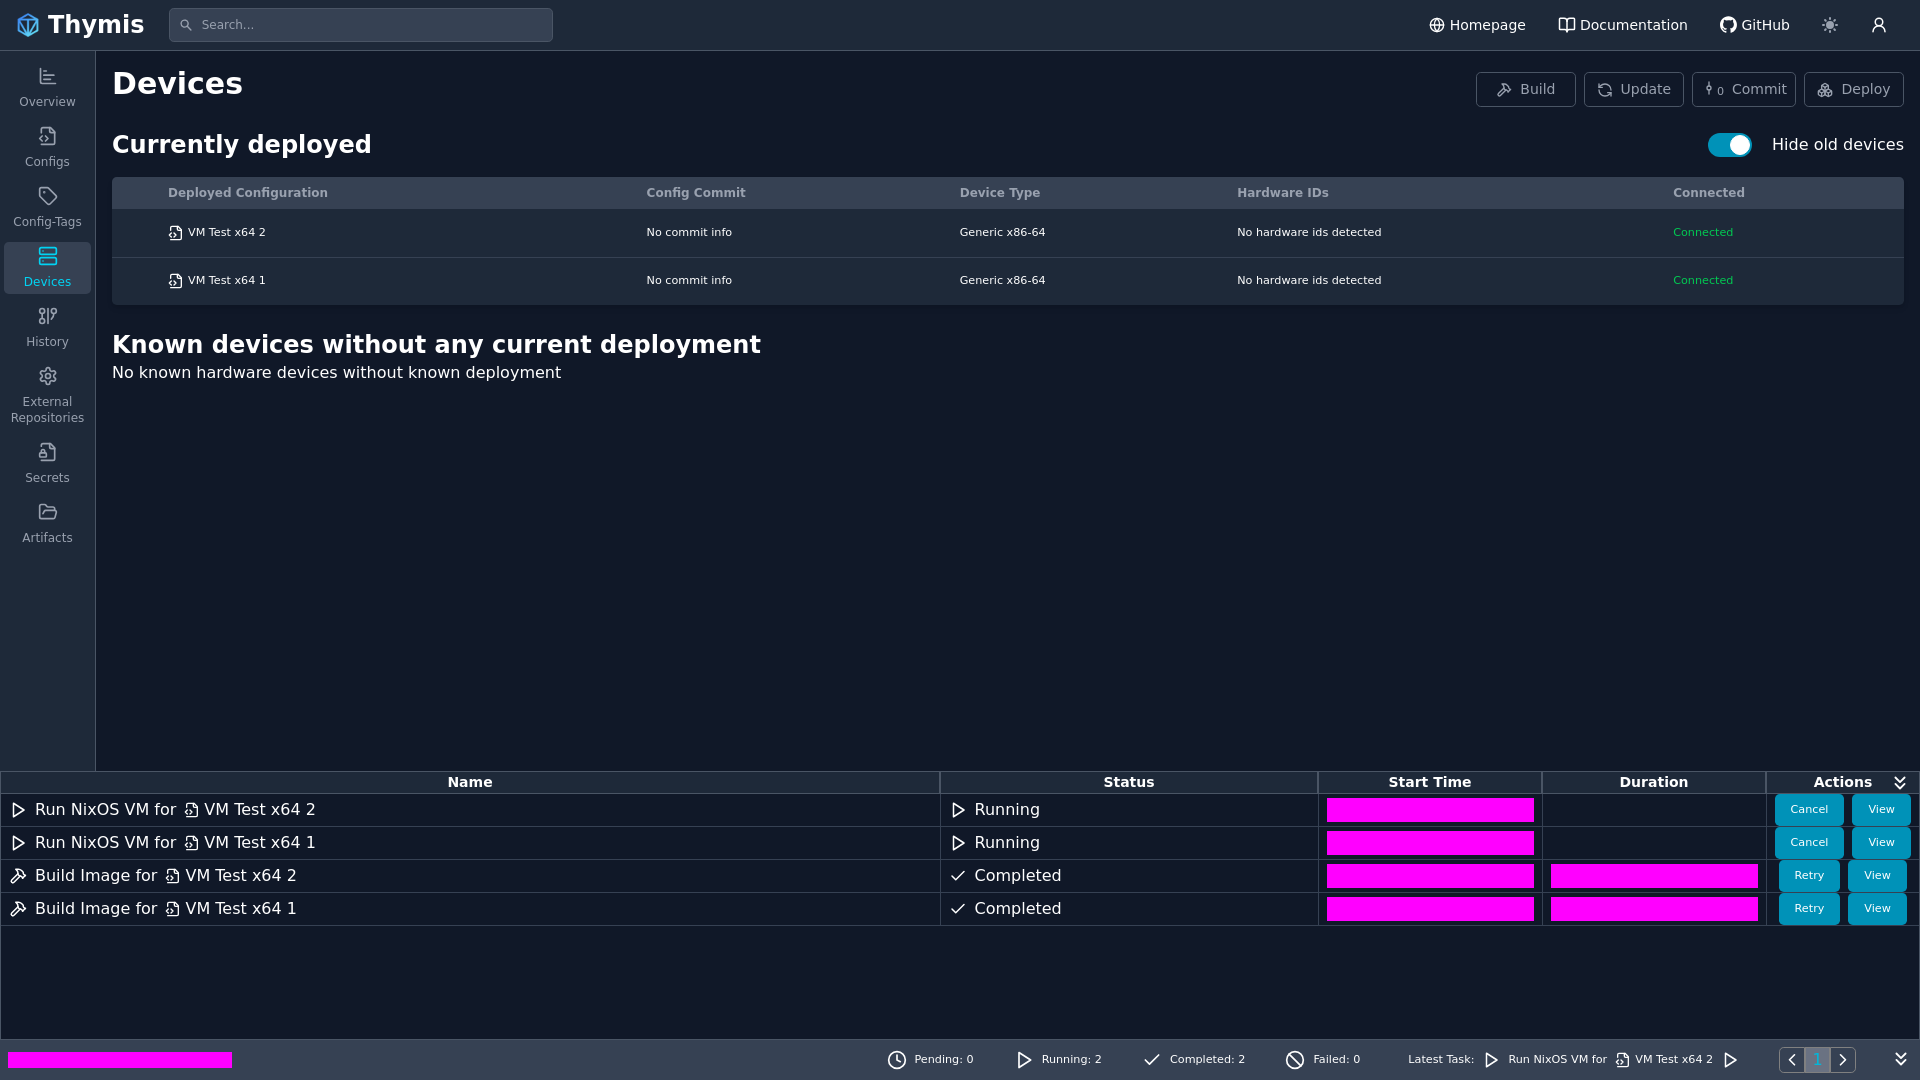 Thymis
Search...
Homepage
Documentation
GitHub
Overview
Configs
Config-Tags
Devices
History
External
Repositories
Secrets
Artifacts
Devices
Build
Update
0 Commit
Deploy
Currently deployed
Hide old devices
Deployed Configuration Config Commit Device Type Hardware IDs Connected
VM Test x64 2 No commit info Generic x86-64 No hardware ids detected Connected
VM Test x64 1 No commit info Generic x86-64 No hardware ids detected Connected
Known devices without any current deployment
No known hardware devices without known deployment
Name Status Start Time Duration Actions
Run NixOS VM for VM Test x64 2 Running Cancel View
Run NixOS VM for VM Test x64 1 Running Cancel View
Build Image for VM Test x64 2 Completed Retry View
Build Image for VM Test x64 1 Completed Retry View
Pending: 0 Running: 2 Completed: 2 Failed: 0 Latest Task: Run NixOS VM for VM Test x64 2 1